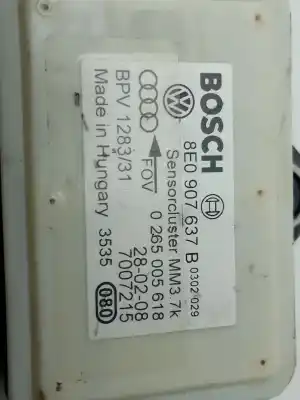 BOSCH
8E0 907 637 B 0302 029
Sensorcluster MM3.7k
FOV 0 265 005 618
BPV 1283/31 28-02-08
7007215
Made in Hungary 3535 080